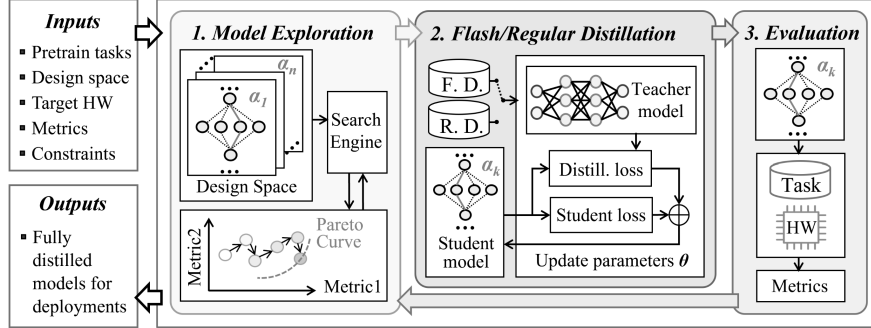 Inputs
▪ Pretrain tasks
▪ Design space
▪ Target HW
▪ Metrics
▪ Constraints
Outputs
▪ Fully
distilled
models for
deployments
1. Model Exploration
αn
α1
Design Space
Search
Engine
Metric2
Pareto
Curve
Metric1
2. Flash/Regular Distillation
F. D.
R. D.
Teacher
model
αk
Student
model
Distill. loss
Student loss
Update parameters θ
3. Evaluation
αk
Task
HW
Metrics